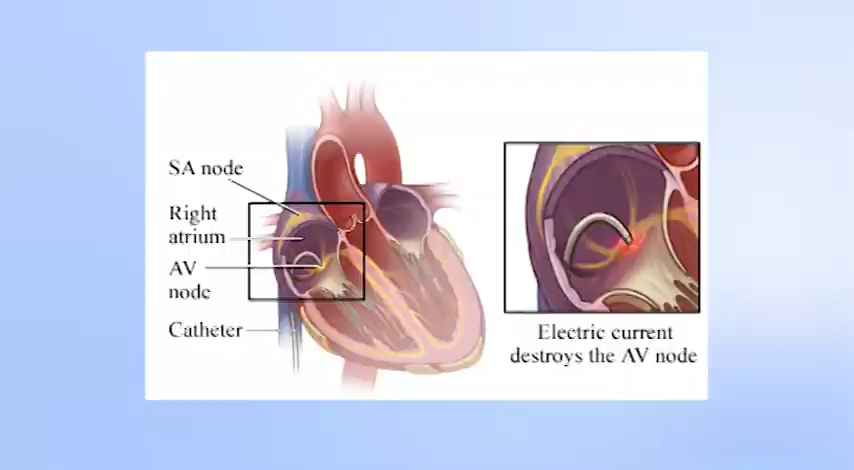 SA node
Right
atrium
AV
node
Catheter
Electric current
destroys the AV node